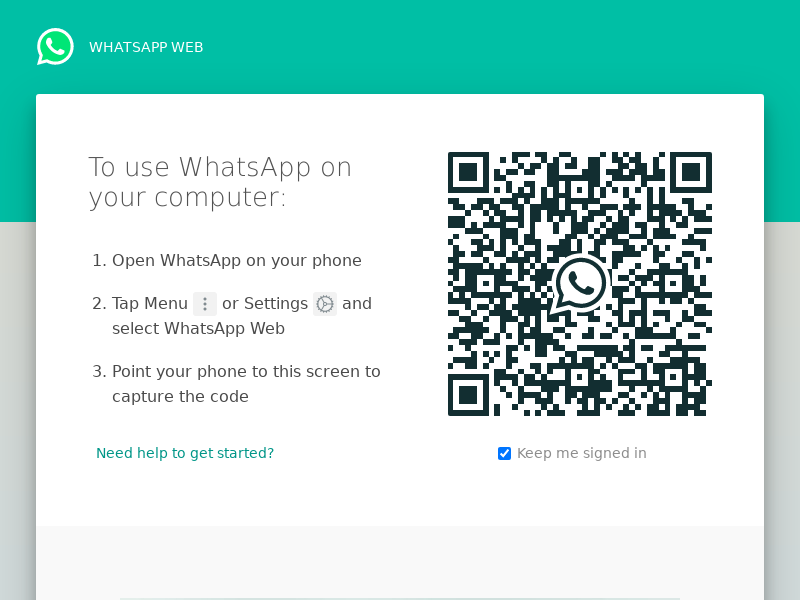 WHATSAPP WEB
To use WhatsApp on
your computer:
1. Open WhatsApp on your phone
2. Tap Menu or Settings and
select WhatsApp Web
3. Point your phone to this screen to
capture the code
Need help to get started?
Keep me signed in